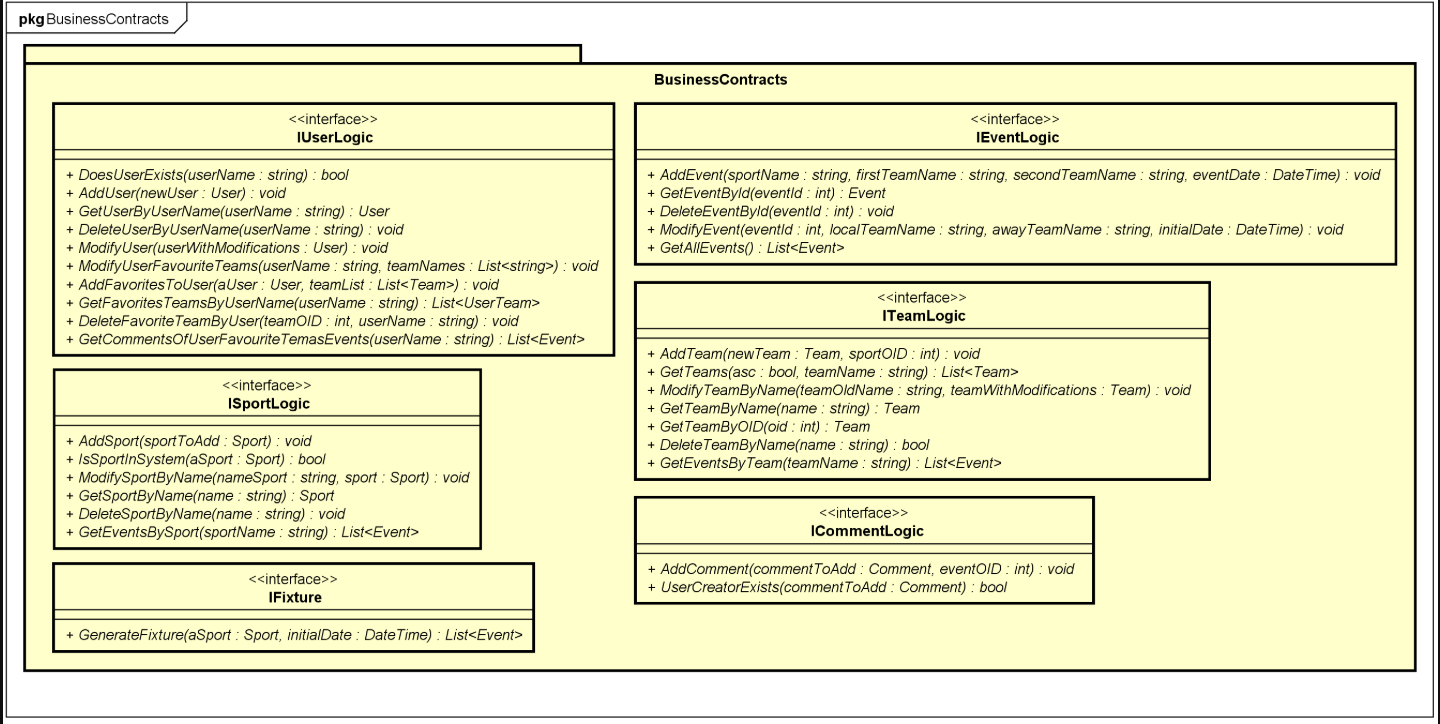 pkg BusinessContracts
BusinessContracts
<<interface>>
IUserLogic
+ DoesUserExists(userName : string) : bool
+ AddUser(newUser : User) : void
+ GetUserByUserName(userName : string) : User
+ DeleteUserByUserName(userName : string) : void
+ ModifyUser(userWithModifications : User) : void
+ ModifyUserFavouriteTeams(userName : string, teamNames : List<string>) : void
+ AddFavoritesToUser(aUser : User, teamList : List<Team>) : void
+ GetFavoritesTeamsByUserName(userName : string) : List<UserTeam>
+ DeleteFavoriteTeamByUser(teamOID : int, userName : string) : void
+ GetCommentsOfUserFavouriteTemasEvents(userName : string) : List<Event>
<<interface>>
ISportLogic
+ AddSport(sportToAdd : Sport) : void
+ IsSportInSystem(aSport : Sport) : bool
+ ModifySportByName(nameSport : string, sport : Sport) : void
+ GetSportByName(name : string) : Sport
+ DeleteSportByName(name : string) : void
+ GetEventsBySport(sportName : string) : List<Event>
<<interface>>
IFixture
+ GenerateFixture(aSport : Sport, initialDate : DateTime) : List<Event>
<<interface>>
IEventLogic
+ AddEvent(sportName : string, firstTeamName : string, secondTeamName : string, eventDate : DateTime) : void
+ GetEventById(eventId : int) : Event
+ DeleteEventById(eventId : int) : void
+ ModifyEvent(eventId : int, localTeamName : string, awayTeamName : string, initialDate : DateTime) : void
+ GetAllEvents() : List<Event>
<<interface>>
ITeamLogic
+ AddTeam(newTeam : Team, sportOID : int) : void
+ GetTeams(asc : bool, teamName : string) : List<Team>
+ ModifyTeamByName(teamOldName : string, teamWithModifications : Team) : void
+ GetTeamByName(name : string) : Team
+ GetTeamByOID(oid : int) : Team
+ DeleteTeamByName(name : string) : bool
+ GetEventsByTeam(teamName : string) : List<Event>
<<interface>>
ICommentLogic
+ AddComment(commentToAdd : Comment, eventOID : int) : void
+ UserCreatorExists(commentToAdd : Comment) : bool